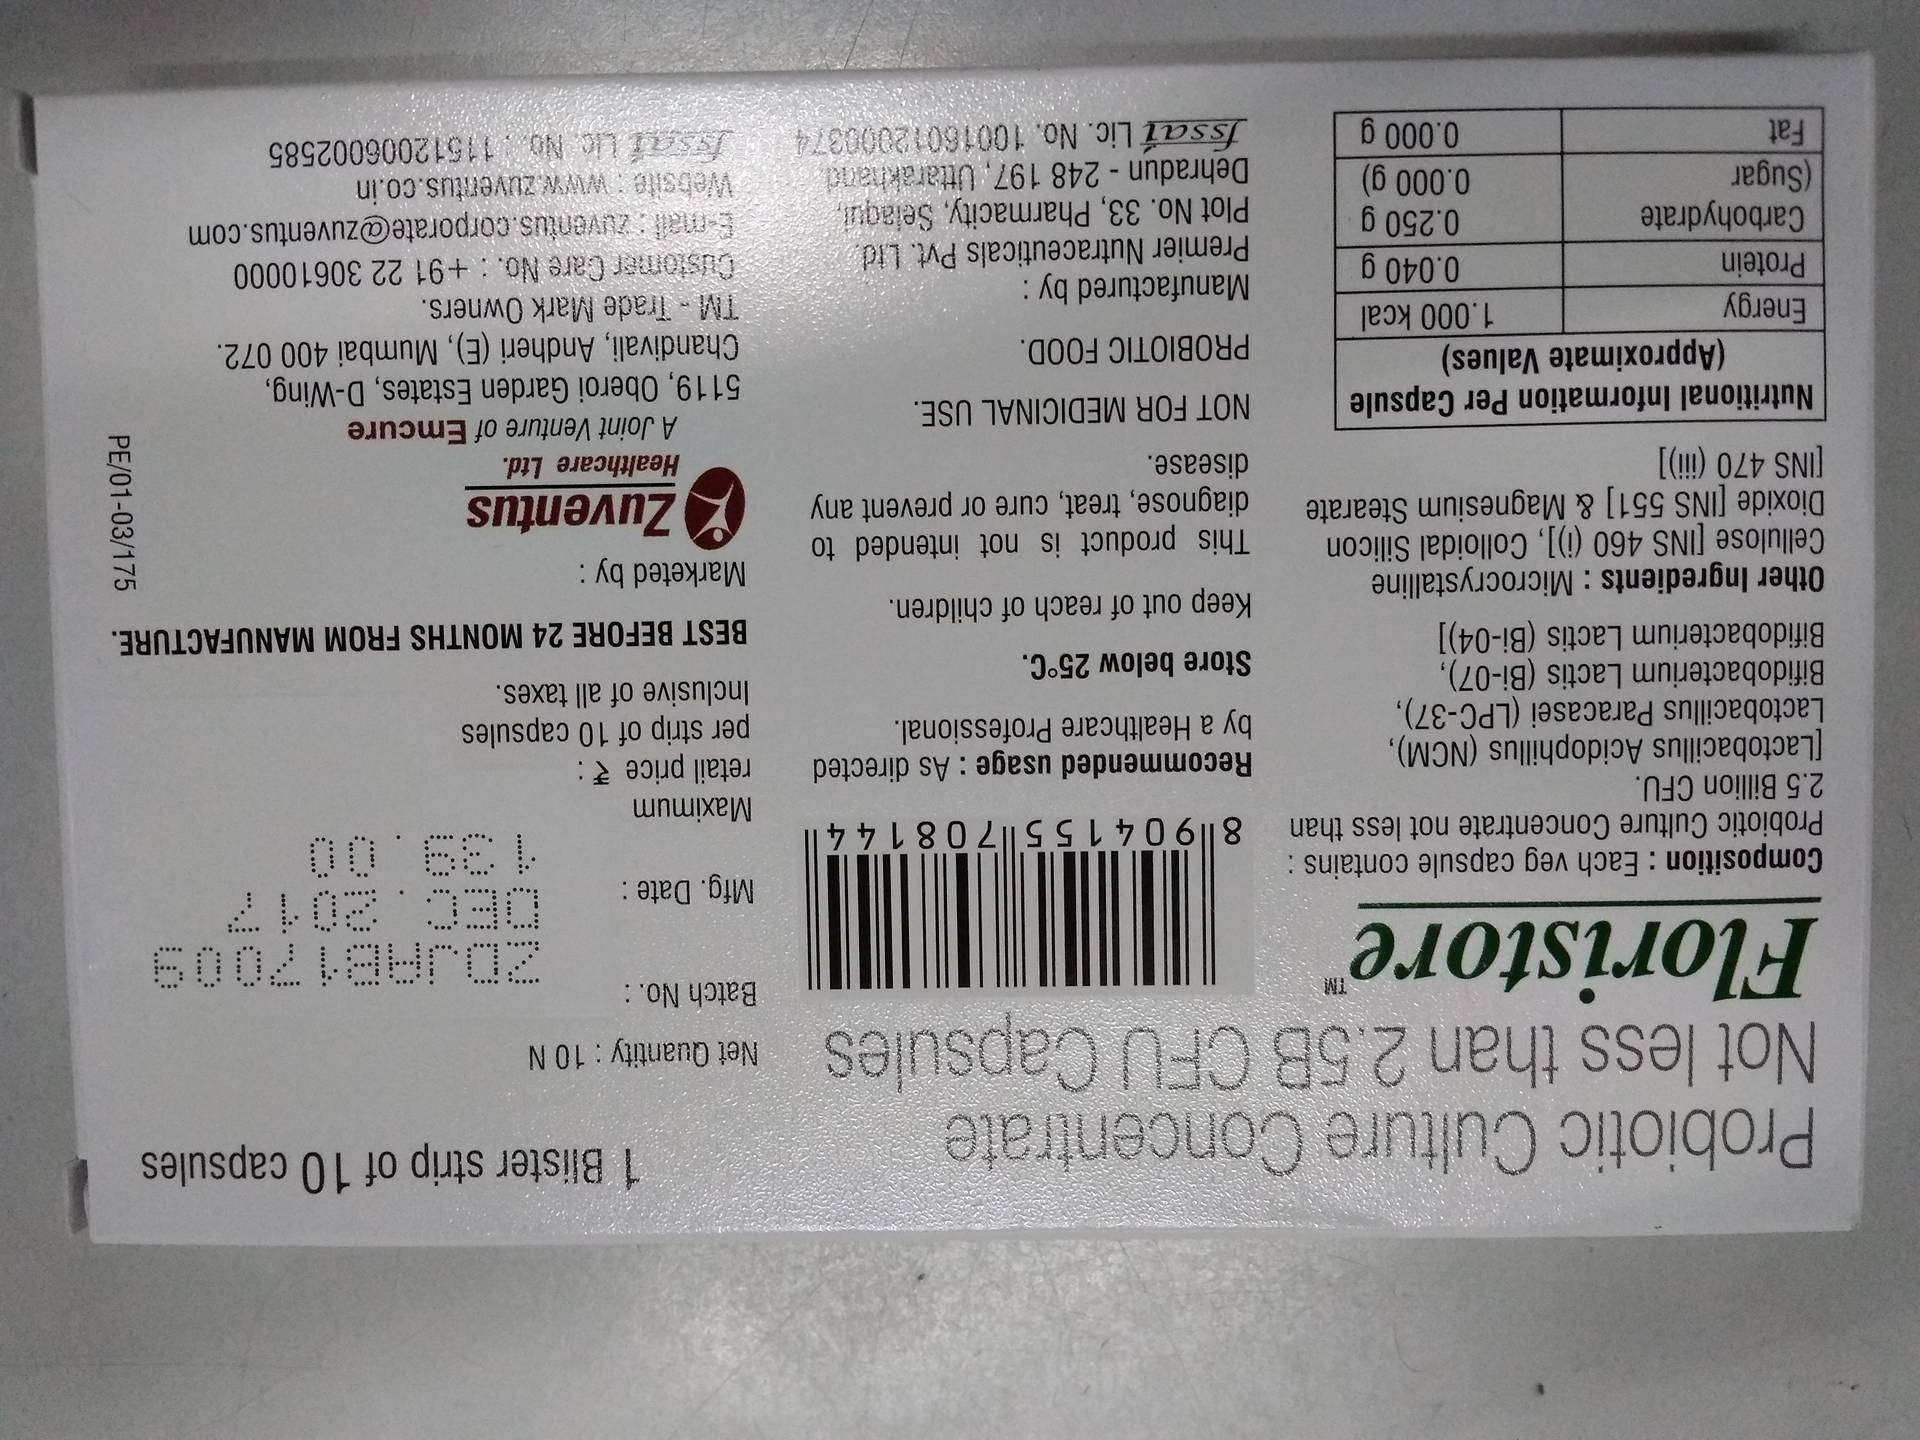 Probiotic Culture Concentrate
Not less than 2.5B CFU Capsules
1 Blister strip of 10 capsules
Floristore™
Composition : Each veg capsule contains :
Probiotic Culture Concentrate not less than
2.5 Billion CFU.
[Lactobacillus Acidophillus (NCM),
Lactobacillus Paracasei (LPC-37),
Bifidobacterium Lactis (Bi-07),
Bifidobacterium Lactis (Bi-04)]
Other Ingredients : Microcrystalline
Cellulose [INS 460 (i)], Colloidal Silicon
Dioxide [INS 551] & Magnesium Stearate
[INS 470 (iii)]
Nutritional Information Per Capsule
(Approximate Values)
Energy 1.000 kcal
Protein 0.040 g
Carbohydrate 0.250 g
(Sugar) 0.000 g)
Fat 0.000 g
8 904155 708144
Recommended usage : As directed
by a Healthcare Professional.
Store below 25°C.
Keep out of reach of children.
This product is not intended to
diagnose, treat, cure or prevent any
disease.
NOT FOR MEDICINAL USE.
PROBIOTIC FOOD.
Manufactured by :
Premier Nutraceuticals Pvt. Ltd.
Plot No. 33, Pharmacity, Selaqui,
Dehradun - 248 197, Uttarakhand.
fssai Lic. No. 10016012000374
Net Quantity : 10 N
Batch No. : ZDJAB17009
Mfg. Date : DEC.2017
Maximum 139.00
retail price ₹ :
per strip of 10 capsules
Inclusive of all taxes.
BEST BEFORE 24 MONTHS FROM MANUFACTURE.
Marketed by :
Zuventus
Healthcare Ltd.
A Joint Venture of Emcure
5119, Oberoi Garden Estates, D-Wing,
Chandivali, Andheri (E), Mumbai 400 072.
TM - Trade Mark Owners.
Customer Care No. : +91 22 30610000
E-mail : zuventus.corporate@zuventus.com
Website : www.zuventus.co.in
fssai Lic. No. : 11512006002585
PE/01-03/1175